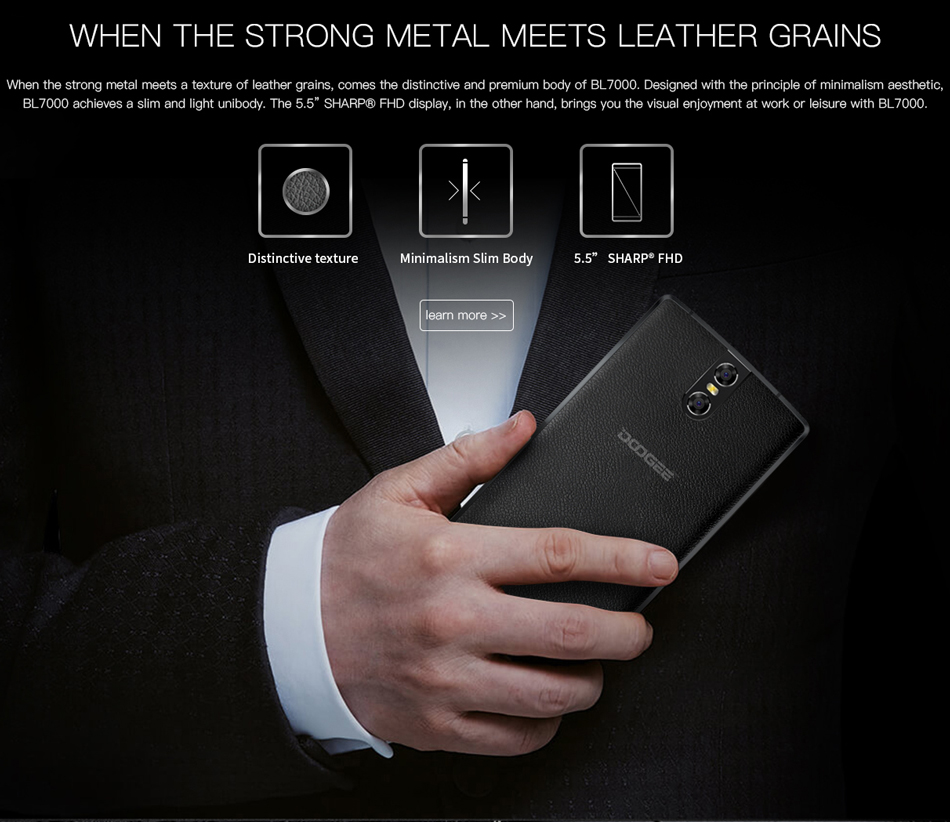 WHEN THE STRONG METAL MEETS LEATHER GRAINS
When the strong metal meets a texture of leather grains, comes the distinctive and premium body of BL7000. Designed with the principle of minimalism aesthetic,
BL7000 achieves a slim and light unibody. The 5.5” SHARP® FHD display, in the other hand, brings you the visual enjoyment at work or leisure with BL7000.
Distinctive texture
Minimalism Slim Body
5.5” SHARP® FHD
learn more >>
DOOGEE